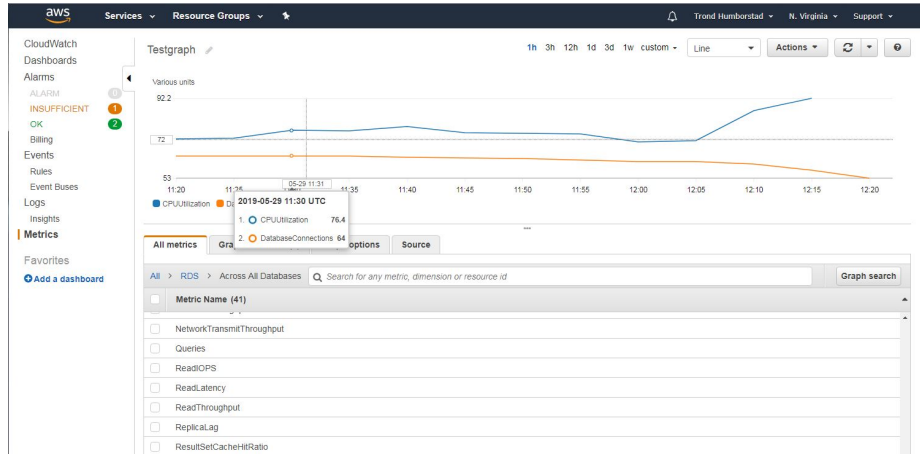 aws
Services
Resource Groups
Trond Humborstad
N. Virginia
Support
CloudWatch
Dashboards
Alarms
ALARM 0
INSUFFICIENT 1
OK 2
Billing
Events
Rules
Event Buses
Logs
Insights
Metrics
Favorites
Add a dashboard
Testgraph
1h 3h 12h 1d 3d 1w custom
Line
Actions
Various units
92.2
72
53
11:20 11:25 11:35 11:40 11:45 11:50 11:55 12:00 12:05 12:10 12:15 12:20
05-29 11:31
CPUUtilization
2019-05-29 11:30 UTC
1. CPUUtilization 76.4
2. DatabaseConnections 64
All metrics
options
Source
All > RDS > Across All Databases
Search for any metric, dimension or resource id
Graph search
Metric Name (41)
NetworkTransmitThroughput
Queries
ReadIOPS
ReadLatency
ReadThroughput
ReplicaLag
ResultSetCacheHitRatio